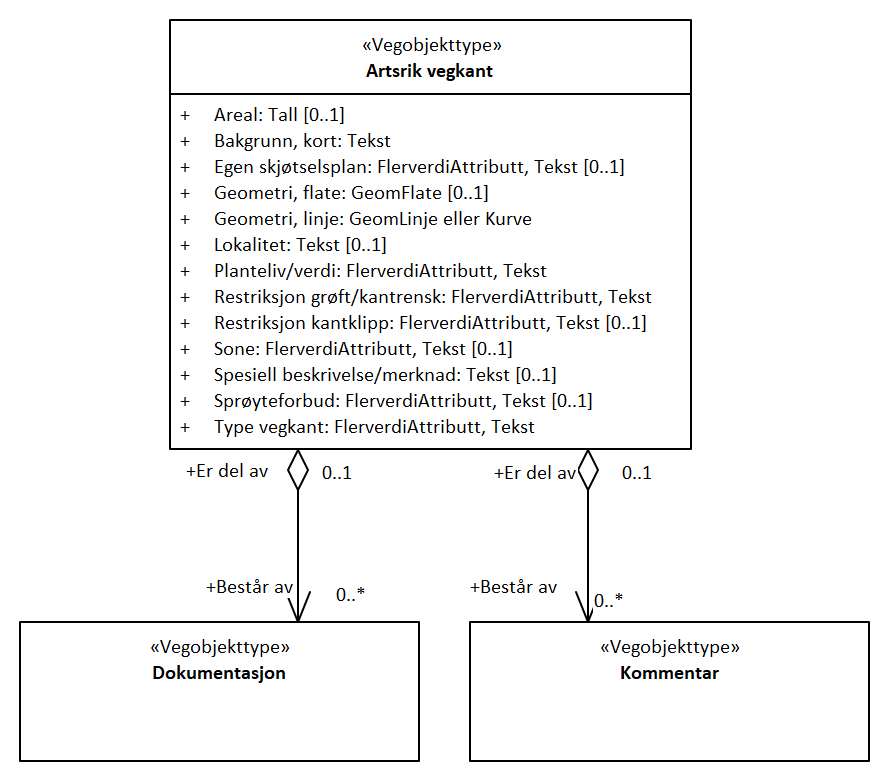 «Vegobjekttype»
Artsrik vegkant
+ Areal: Tall [0..1]
+ Bakgrunn, kort: Tekst
+ Egen skjøtselsplan: FlerverdiAttributt, Tekst [0..1]
+ Geometri, flate: GeomFlate [0..1]
+ Geometri, linje: GeomLinje eller Kurve
+ Lokalitet: Tekst [0..1]
+ Planteliv/verdi: FlerverdiAttributt, Tekst
+ Restriksjon grøft/kantrensk: FlerverdiAttributt, Tekst
+ Restriksjon kantklipp: FlerverdiAttributt, Tekst [0..1]
+ Sone: FlerverdiAttributt, Tekst [0..1]
+ Spesiell beskrivelse/merknad: Tekst [0..1]
+ Sprøyteforbud: FlerverdiAttributt, Tekst [0..1]
+ Type vegkant: FlerverdiAttributt, Tekst
+Er del av 0..1 +Er del av 0..1
+Består av 0..* +Består av 0..*
«Vegobjekttype»
Dokumentasjon
«Vegobjekttype»
Kommentar